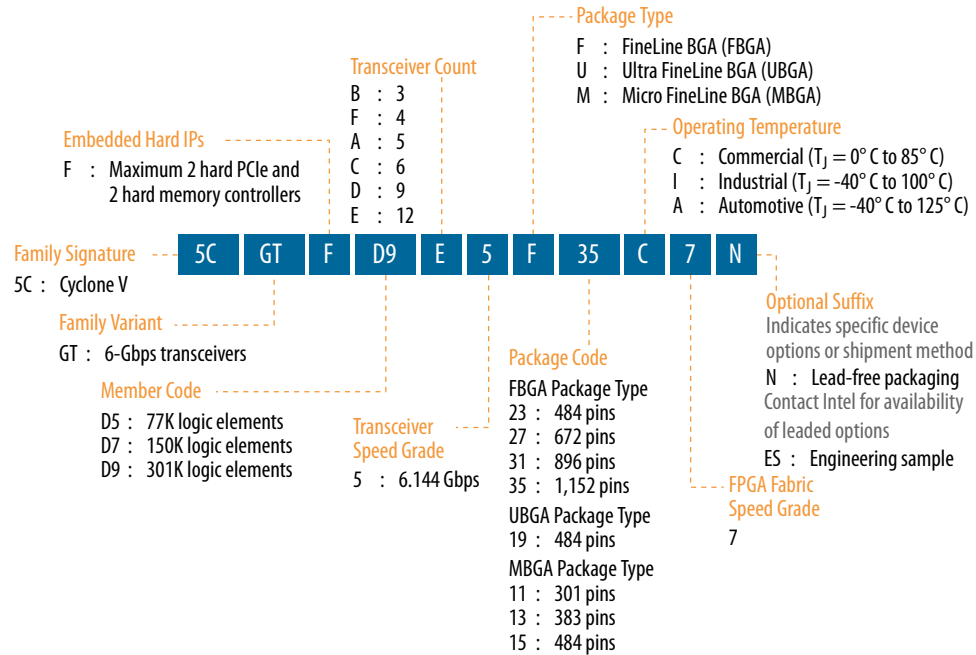 Package Type
F : FineLine BGA (FBGA)
U : Ultra FineLine BGA (UBGA)
M : Micro FineLine BGA (MBGA)
Transceiver Count
B : 3
F : 4
A : 5
C : 6
D : 9
E : 12
Embedded Hard IPs
F : Maximum 2 hard PCIe and
2 hard memory controllers
Operating Temperature
C : Commercial (TJ = 0° C to 85° C)
I : Industrial (TJ = -40° C to 100° C)
A : Automotive (TJ = -40° C to 125° C)
Family Signature
5C : Cyclone V
5C GT F D9 E 5 F 35 C 7 N
Family Variant
GT : 6-Gbps transceivers
Member Code
D5 : 77K logic elements
D7 : 150K logic elements
D9 : 301K logic elements
Transceiver
Speed Grade
5 : 6.144 Gbps
Package Code
FBGA Package Type
23 : 484 pins
27 : 672 pins
31 : 896 pins
35 : 1,152 pins
UBGA Package Type
19 : 484 pins
MBGA Package Type
11 : 301 pins
13 : 383 pins
15 : 484 pins
FPGA Fabric
Speed Grade
7
Optional Suffix
Indicates specific device
options or shipment method
N : Lead-free packaging
Contact Intel for availability
of leaded options
ES : Engineering sample